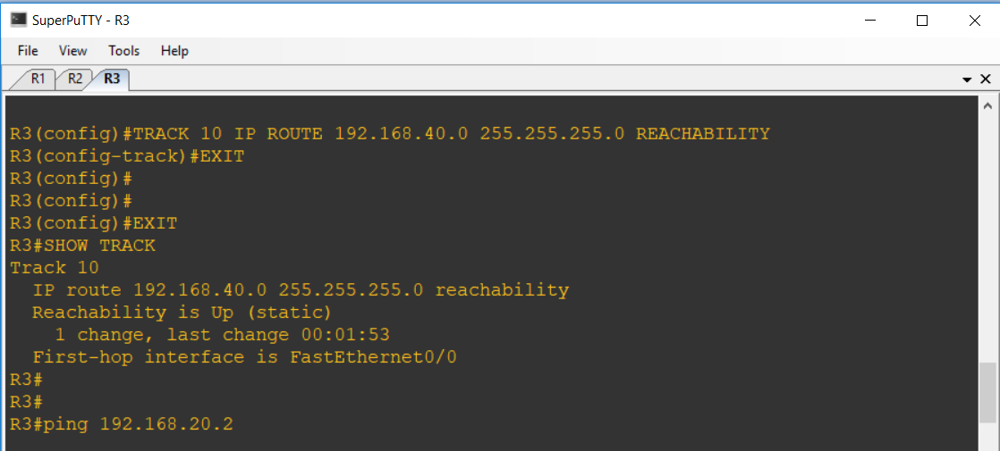 SuperPuTTY - R3
File View Tools Help
R1 R2 R3
R3(config)#TRACK 10 IP ROUTE 192.168.40.0 255.255.255.0 REACHABILITY
R3(config-track)#EXIT
R3(config)#
R3(config)#
R3(config)#EXIT
R3#SHOW TRACK
Track 10
  IP route 192.168.40.0 255.255.255.0 reachability
  Reachability is Up (static)
    1 change, last change 00:01:53
  First-hop interface is FastEthernet0/0
R3#
R3#
R3#ping 192.168.20.2